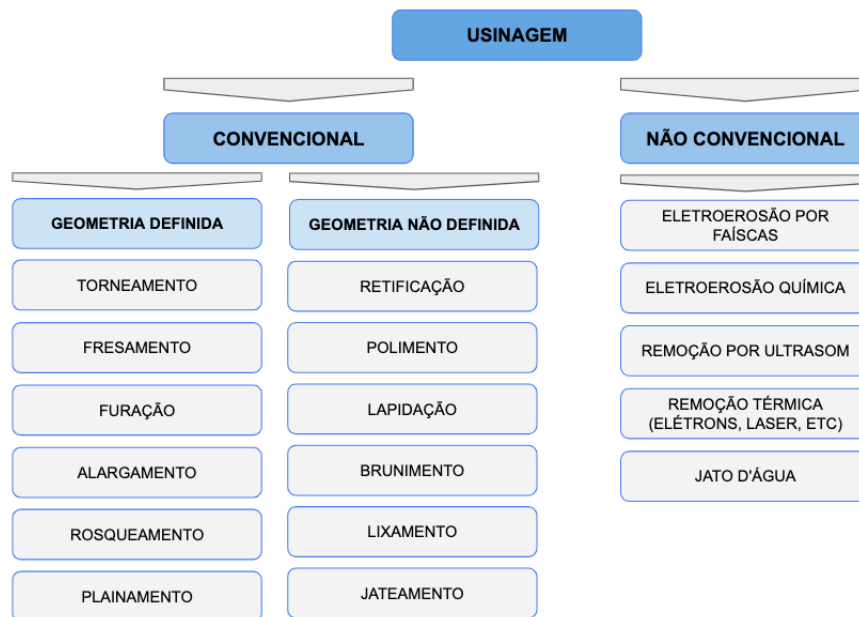 USINAGEM
CONVENCIONAL
NÃO CONVENCIONAL
GEOMETRIA DEFINIDA
GEOMETRIA NÃO DEFINIDA
ELETROEROSÃO POR
FAÍSCAS
TORNEAMENTO
RETIFICAÇÃO
ELETROEROSÃO QUÍMICA
FRESAMENTO
POLIMENTO
REMOÇÃO POR ULTRASOM
FURAÇÃO
LAPIDAÇÃO
REMOÇÃO TÉRMICA
(ELÉTRONS, LASER, ETC)
ALARGAMENTO
BRUNIMENTO
JATO D'ÁGUA
ROSQUEAMENTO
LIXAMENTO
PLAINAMENTO
JATEAMENTO